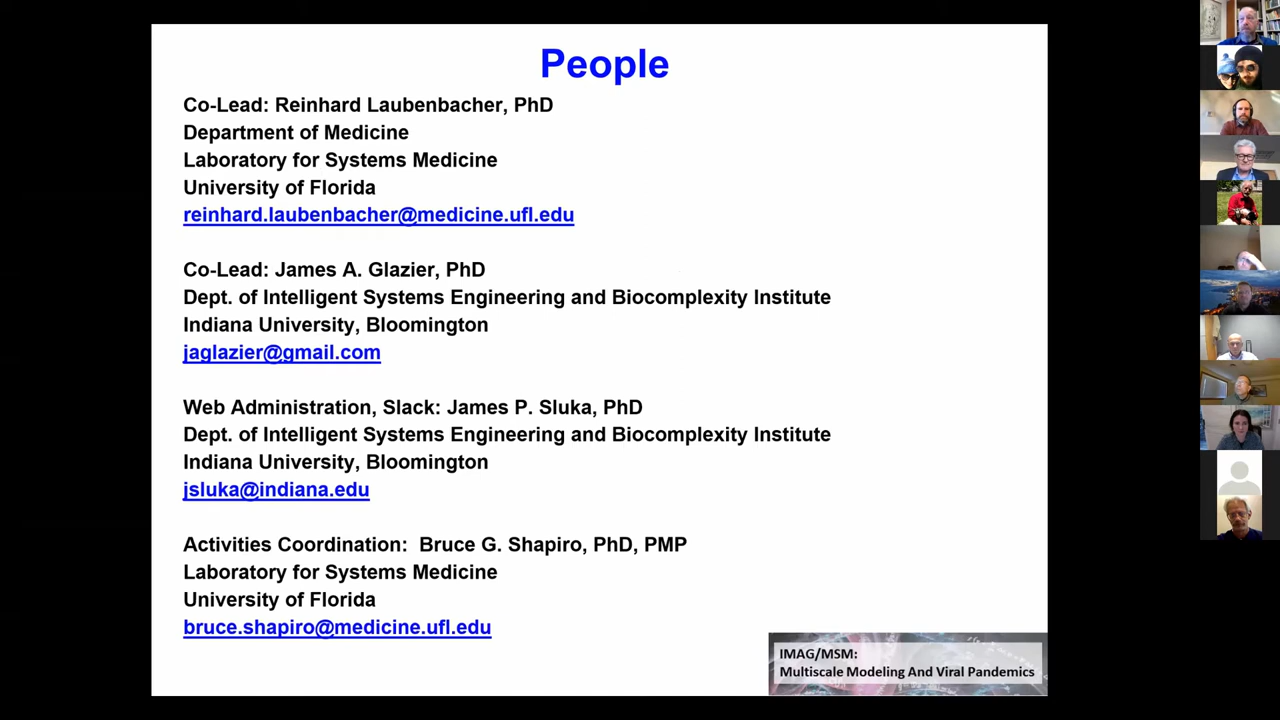 People
Co-Lead: Reinhard Laubenbacher, PhD
Department of Medicine
Laboratory for Systems Medicine
University of Florida
reinhard.laubenbacher@medicine.ufl.edu
Co-Lead: James A. Glazier, PhD
Dept. of Intelligent Systems Engineering and Biocomplexity Institute
Indiana University, Bloomington
jaglazier@gmail.com
Web Administration, Slack: James P. Sluka, PhD
Dept. of Intelligent Systems Engineering and Biocomplexity Institute
Indiana University, Bloomington
jsluka@indiana.edu
Activities Coordination: Bruce G. Shapiro, PhD, PMP
Laboratory for Systems Medicine
University of Florida
bruce.shapiro@medicine.ufl.edu
IMAG/MSM:
Multiscale Modeling And Viral Pandemics